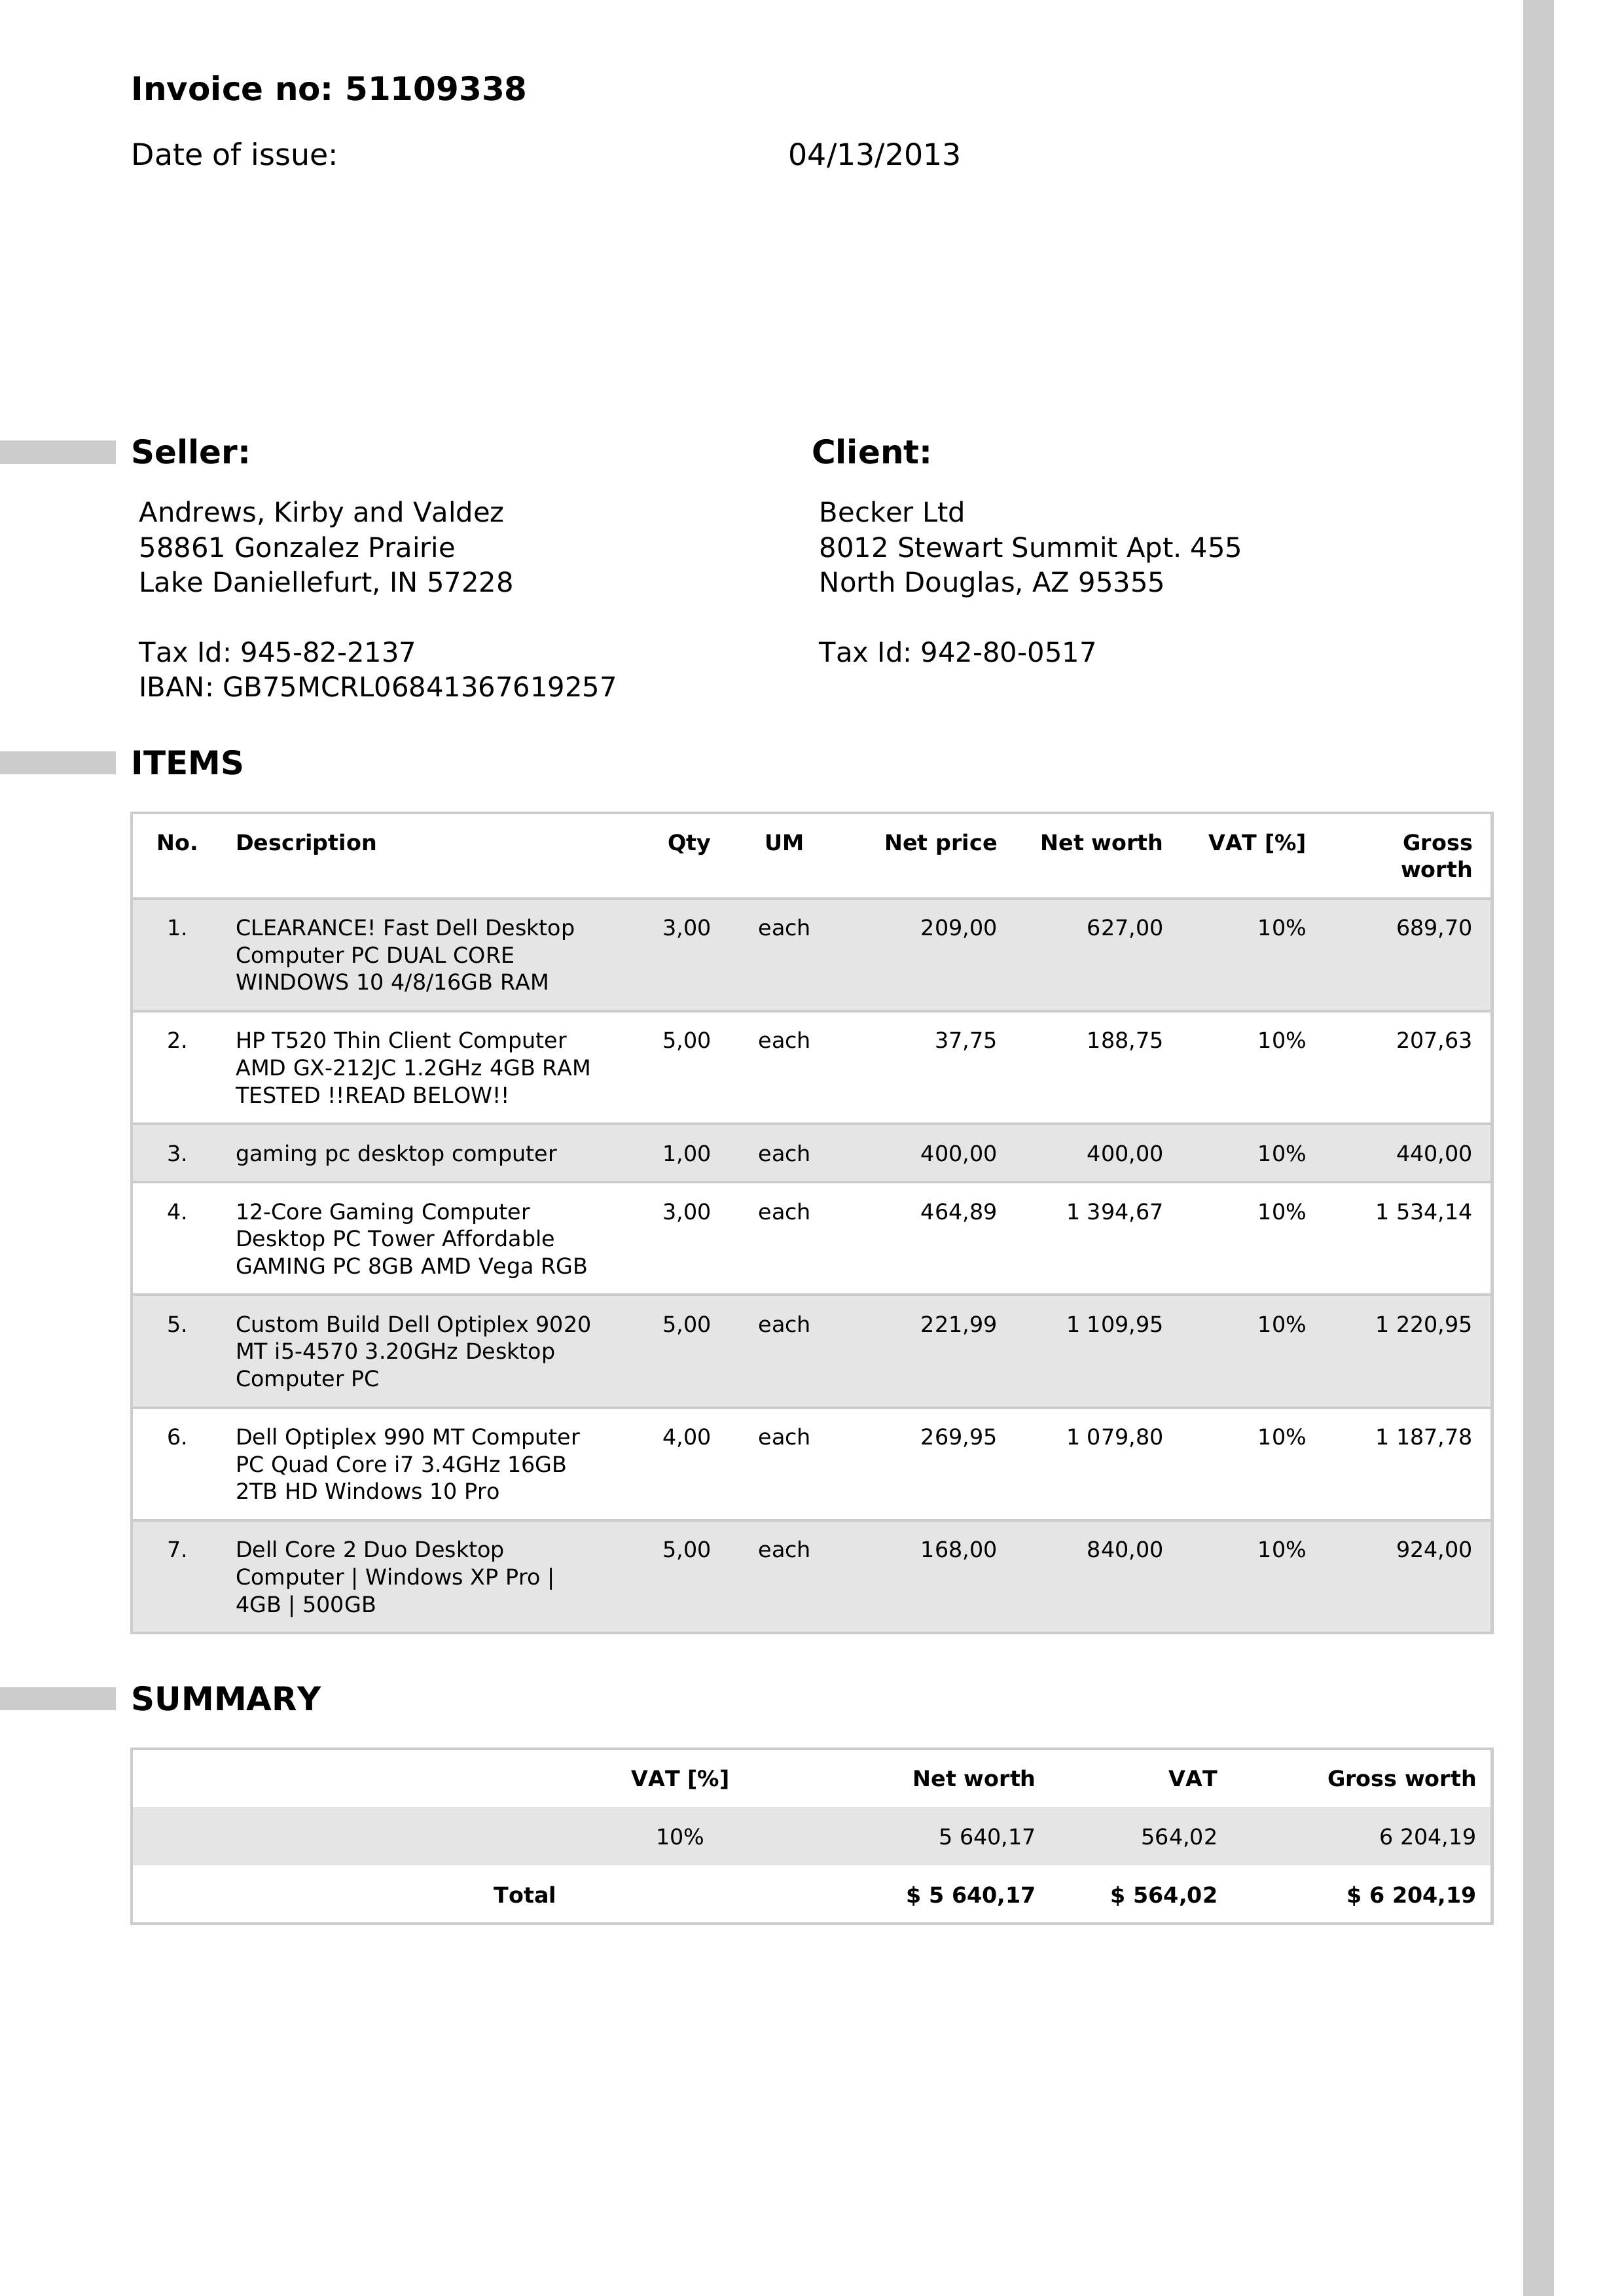 Invoice no: 51109338
Date of issue: 04/13/2013
Seller: Client:
Andrews, Kirby and Valdez Becker Ltd
58861 Gonzalez Prairie 8012 Stewart Summit Apt. 455
Lake Daniellefurt, IN 57228 North Douglas, AZ 95355
Tax Id: 945-82-2137 Tax Id: 942-80-0517
IBAN: GB75MCRL06841367619257
ITEMS
No. Description Qty UM Net price Net worth VAT [%] Gross
worth
1. CLEARANCE! Fast Dell Desktop 3,00 each 209,00 627,00 10% 689,70
Computer PC DUAL CORE
WINDOWS 10 4/8/16GB RAM
2. HP T520 Thin Client Computer 5,00 each 37,75 188,75 10% 207,63
AMD GX-212JC 1.2GHz 4GB RAM
TESTED !!READ BELOW!!
3. gaming pc desktop computer 1,00 each 400,00 400,00 10% 440,00
4. 12-Core Gaming Computer 3,00 each 464,89 1 394,67 10% 1 534,14
Desktop PC Tower Affordable
GAMING PC 8GB AMD Vega RGB
5. Custom Build Dell Optiplex 9020 5,00 each 221,99 1 109,95 10% 1 220,95
MT i5-4570 3.20GHz Desktop
Computer PC
6. Dell Optiplex 990 MT Computer 4,00 each 269,95 1 079,80 10% 1 187,78
PC Quad Core i7 3.4GHz 16GB
2TB HD Windows 10 Pro
7. Dell Core 2 Duo Desktop 5,00 each 168,00 840,00 10% 924,00
Computer | Windows XP Pro |
4GB | 500GB
SUMMARY
VAT [%] Net worth VAT Gross worth
10% 5 640,17 564,02 6 204,19
Total $ 5 640,17 $ 564,02 $ 6 204,19